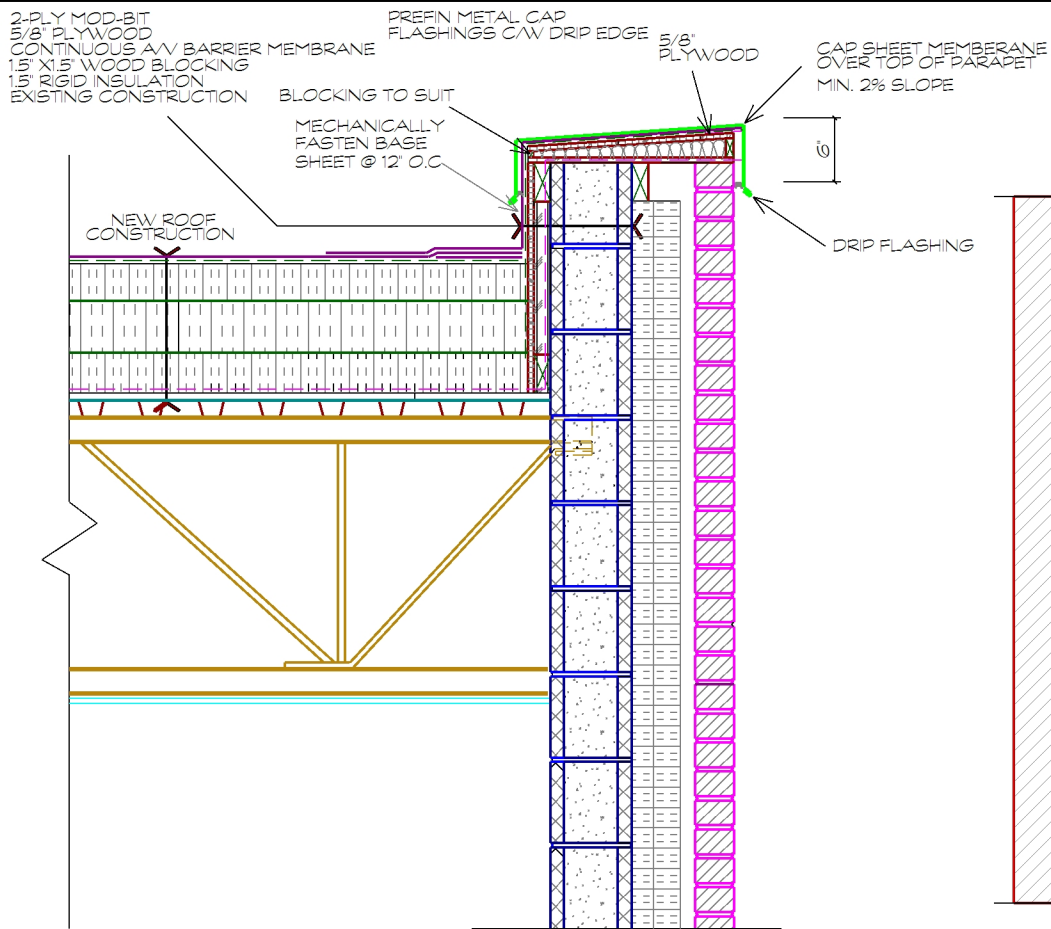 2-PLY MOD-BIT
5/8" PLYWOOD
CONTINUOUS A/V BARRIER MEMBRANE
1.5" X1.5" WOOD BLOCKING
1.5" RIGID INSULATION
EXISTING CONSTRUCTION
PREFIN METAL CAP
FLASHINGS C/W DRIP EDGE
5/8"
PLYWOOD
CAP SHEET MEMBERANE
OVER TOP OF PARAPET
MIN. 2% SLOPE
BLOCKING TO SUIT
MECHANICALLY
FASTEN BASE
SHEET @ 12" O.C
6"
NEW ROOF
CONSTRUCTION
DRIP FLASHING